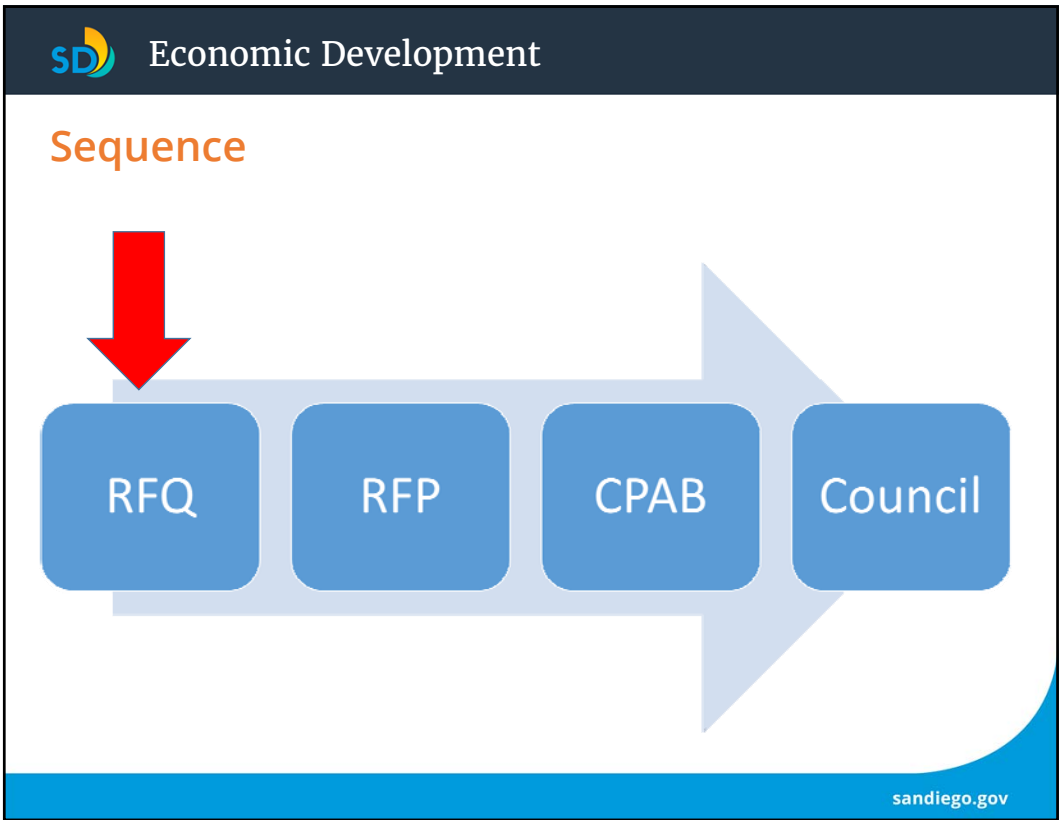 SD Economic Development
Sequence
RFQ RFP CPAB Council
sandiego.gov